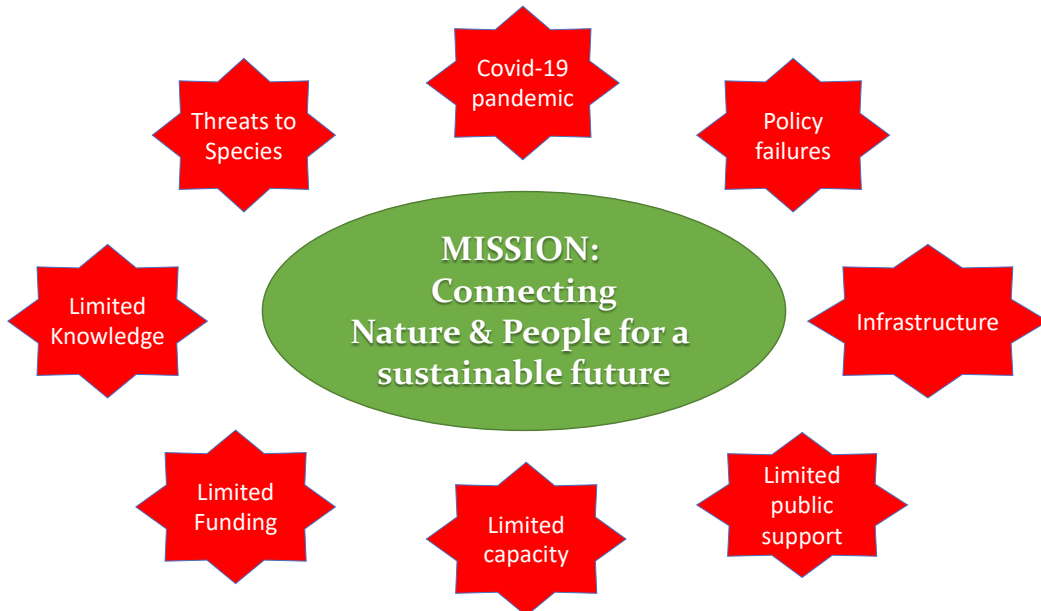 Covid-19
pandemic
Threats to
Species
Policy
failures
MISSION:
Connecting
Nature & People for a
sustainable future
Limited
Knowledge
Infrastructure
Limited
Funding
Limited
capacity
Limited
public
support